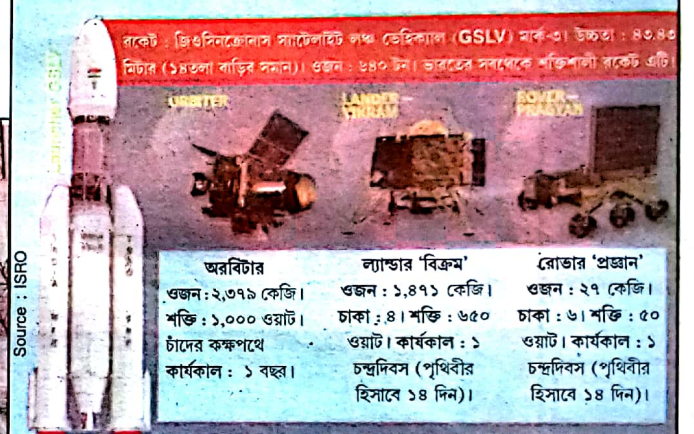 রকেট : জিওসিনক্রোনাস স্যাটেলাইট লঞ্চ ভেহিক্যাল (GSLV) মার্ক-৩। উচ্চতা : ৪৩.৪৩
মিটার (১৪তলা বাড়ির সমান)। ওজন : ৬৪০ টন। ভারতের সবথেকে শক্তিশালী রকেট এটি।
Launcher GSLV
ORBITER
LANDER—
VIKRAM
ROVER—
PRAGYAN
অরবিটার
ওজন : ২,৩৭৯ কেজি।
শক্তি : ১,০০০ ওয়াট।
চাঁদের কক্ষপথে
কার্যকাল : ১ বছর।
ল্যান্ডার ‘বিক্রম’
ওজন : ১,৪৭১ কেজি।
চাকা : ৪। শক্তি : ৬৫০
ওয়াট। কার্যকাল : ১
চন্দ্রদিবস (পৃথিবীর
হিসাবে ১৪ দিন)।
রোভার ‘প্রজ্ঞান’
ওজন : ২৭ কেজি।
চাকা : ৬। শক্তি : ৫০
ওয়াট। কার্যকাল : ১
চন্দ্রদিবস (পৃথিবীর
হিসাবে ১৪ দিন)।
Source : ISRO